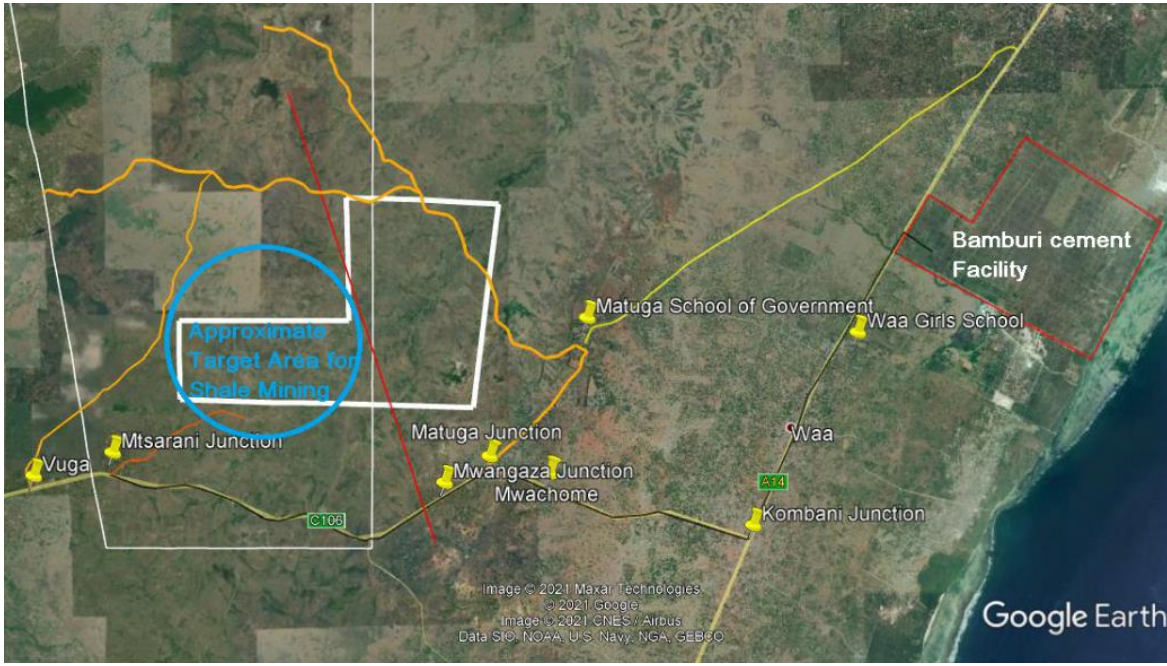 Bamburi cement
Facility
Matuga School of Government
Waa Girls School
Approximate
Target Area for
Shale Mining
Matuga Junction
Waa
Mtsarani Junction
Vuga
Mwangaza Junction
Mwachome
A14
Kombani Junction
C106
Image © 2021 Maxar Technologies
© 2021 Google
Image © 2021 CNES / Airbus
Data SIO, NOAA, U.S. Navy, NGA, GEBCO
Google Earth